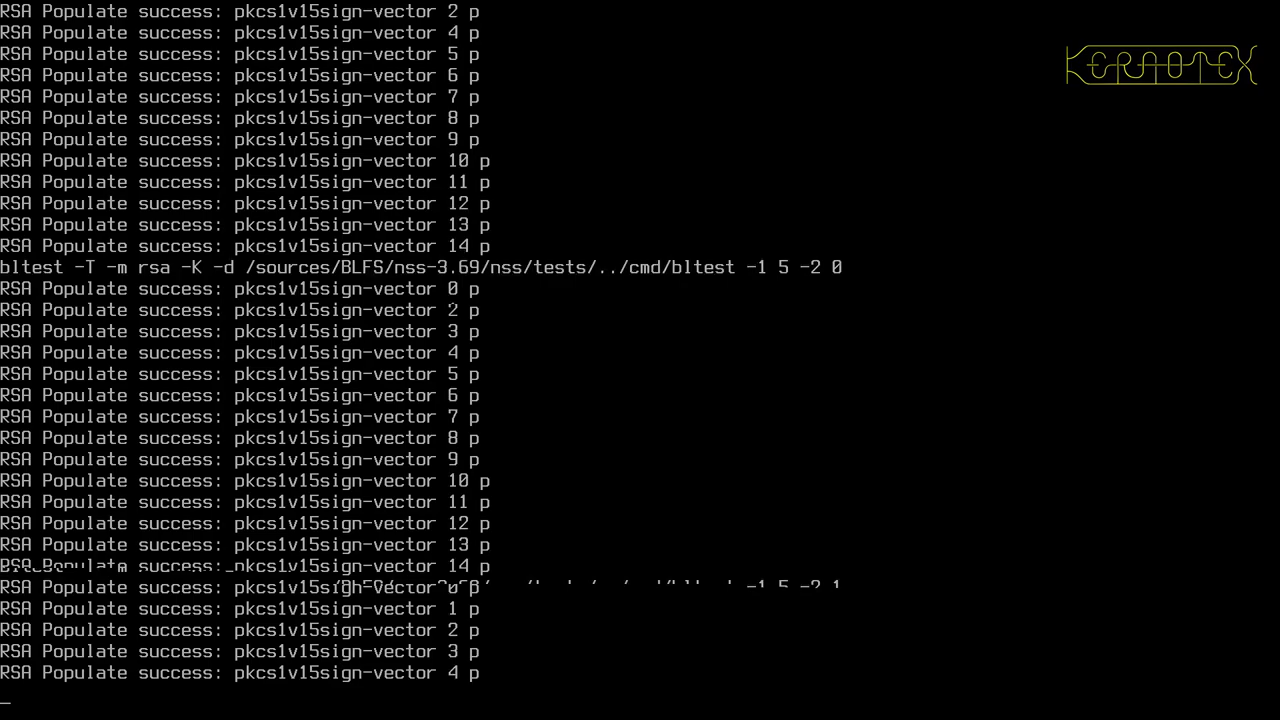 RSA Populate success: pkcs1v15sign-vector 2 p
RSA Populate success: pkcs1v15sign-vector 4 p
RSA Populate success: pkcs1v15sign-vector 5 p
RSA Populate success: pkcs1v15sign-vector 6 p
RSA Populate success: pkcs1v15sign-vector 7 p
RSA Populate success: pkcs1v15sign-vector 8 p
RSA Populate success: pkcs1v15sign-vector 9 p
RSA Populate success: pkcs1v15sign-vector 10 p
RSA Populate success: pkcs1v15sign-vector 11 p
RSA Populate success: pkcs1v15sign-vector 12 p
RSA Populate success: pkcs1v15sign-vector 13 p
RSA Populate success: pkcs1v15sign-vector 14 p
bltest -T -m rsa -K -d /sources/BLFS/nss-3.69/nss/tests/../cmd/bltest -1 5 -2 0
RSA Populate success: pkcs1v15sign-vector 0 p
RSA Populate success: pkcs1v15sign-vector 2 p
RSA Populate success: pkcs1v15sign-vector 3 p
RSA Populate success: pkcs1v15sign-vector 4 p
RSA Populate success: pkcs1v15sign-vector 5 p
RSA Populate success: pkcs1v15sign-vector 6 p
RSA Populate success: pkcs1v15sign-vector 7 p
RSA Populate success: pkcs1v15sign-vector 8 p
RSA Populate success: pkcs1v15sign-vector 9 p
RSA Populate success: pkcs1v15sign-vector 10 p
RSA Populate success: pkcs1v15sign-vector 11 p
RSA Populate success: pkcs1v15sign-vector 12 p
RSA Populate success: pkcs1v15sign-vector 13 p
RSA Populate success: pkcs1v15sign-vector 14 p
RSA Populate success: pkcs1v15sign-vector 0 p
RSA Populate success: pkcs1v15sign-vector 1 p
RSA Populate success: pkcs1v15sign-vector 2 p
RSA Populate success: pkcs1v15sign-vector 3 p
RSA Populate success: pkcs1v15sign-vector 4 p